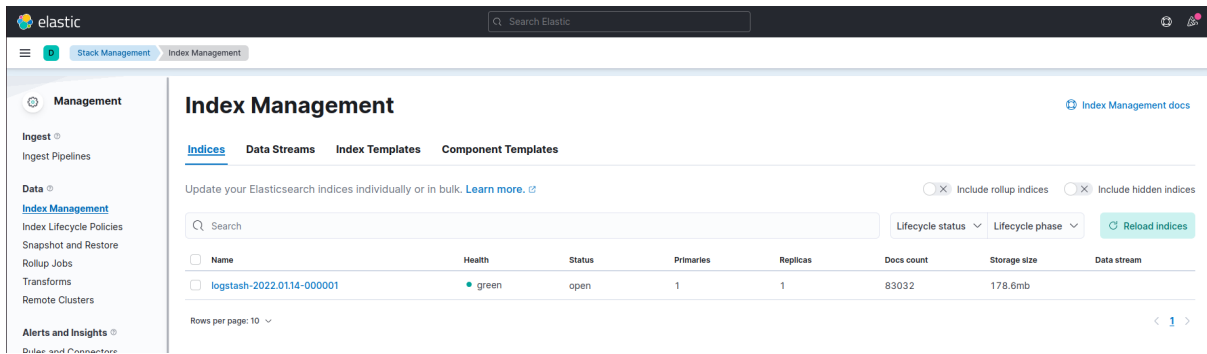 elastic
Search Elastic
D
Stack Management
Index Management
Management
Ingest
Ingest Pipelines
Data
Index Management
Index Lifecycle Policies
Snapshot and Restore
Rollup Jobs
Transforms
Remote Clusters
Alerts and Insights
Rules and Connectors
Index Management
Index Management docs
Indices Data Streams Index Templates Component Templates
Update your Elasticsearch indices individually or in bulk. Learn more.
Include rollup indices
Include hidden indices
Search
Lifecycle status Lifecycle phase
Reload indices
Name Health Status Primaries Replicas Docs count Storage size Data stream
logstash-2022.01.14-000001 green open 1 1 83032 178.6mb
Rows per page: 10
1